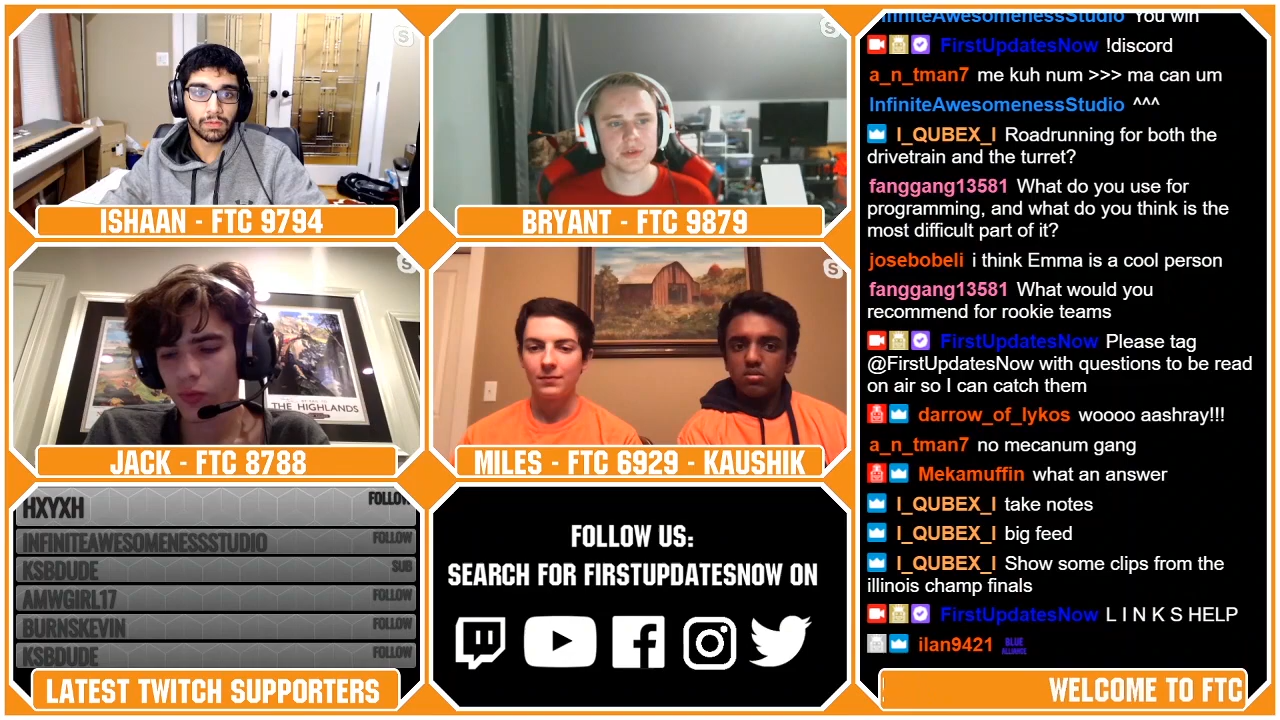 ISHAAN - FTC 9794
BRYANT - FTC 9879
THE HIGHLANDS
JACK - FTC 8788
MILES - FTC 6929 - KAUSHIK
HXYXH FOLLOW
INFINITEAWESOMENESSSTUDIO FOLLOW
KSBDUDE SUB
AMWGIRL17 FOLLOW
BURNSKEVIN FOLLOW
KSBDUDE FOLLOW
LATEST TWITCH SUPPORTERS
FOLLOW US:
SEARCH FOR FIRSTUPDATESNOW ON
InfiniteAwesomenessStudio You win
FirstUpdatesNow !discord
a_n_tman7 me kuh num >>> ma can um
InfiniteAwesomenessStudio ^^^
I_QUBEX_I Roadrunning for both the
drivetrain and the turret?
fanggang13581 What do you use for
programming, and what do you think is the
most difficult part of it?
josebobeli i think Emma is a cool person
fanggang13581 What would you
recommend for rookie teams
FirstUpdatesNow Please tag
@FirstUpdatesNow with questions to be read
on air so I can catch them
darrow_of_lykos woooo aashray!!!
a_n_tman7 no mecanum gang
Mekamuffin what an answer
I_QUBEX_I take notes
I_QUBEX_I big feed
I_QUBEX_I Show some clips from the
illinois champ finals
FirstUpdatesNow L I N K S HELP
ilan9421 BLUE
ALLIANCE
WELCOME TO FTC